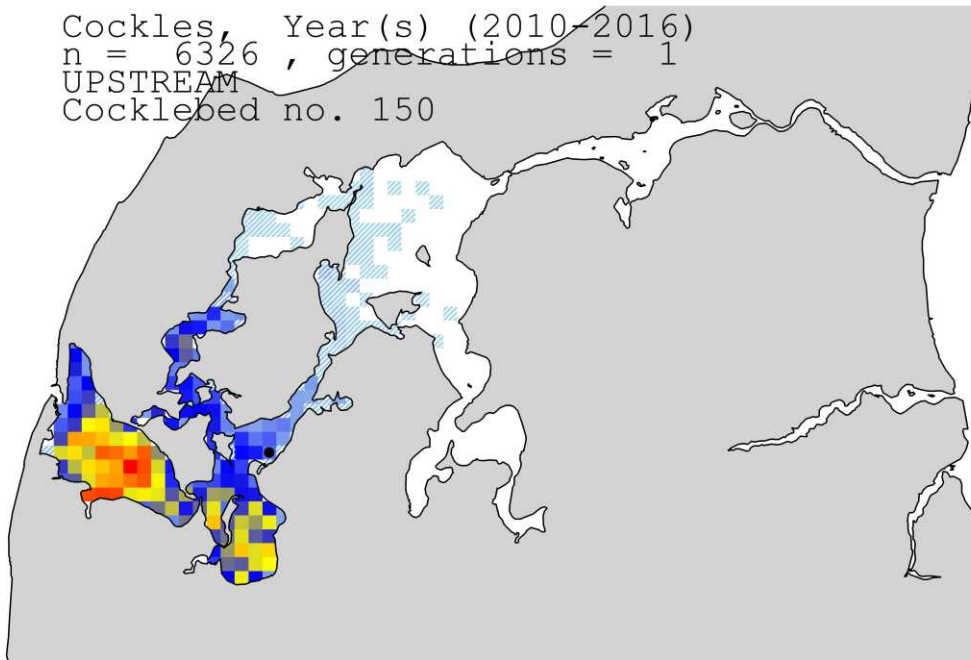 Cockles, Year(s) (2010-2016)
n = 6326 , generations = 1
UPSTREAM
Cocklebed no. 150